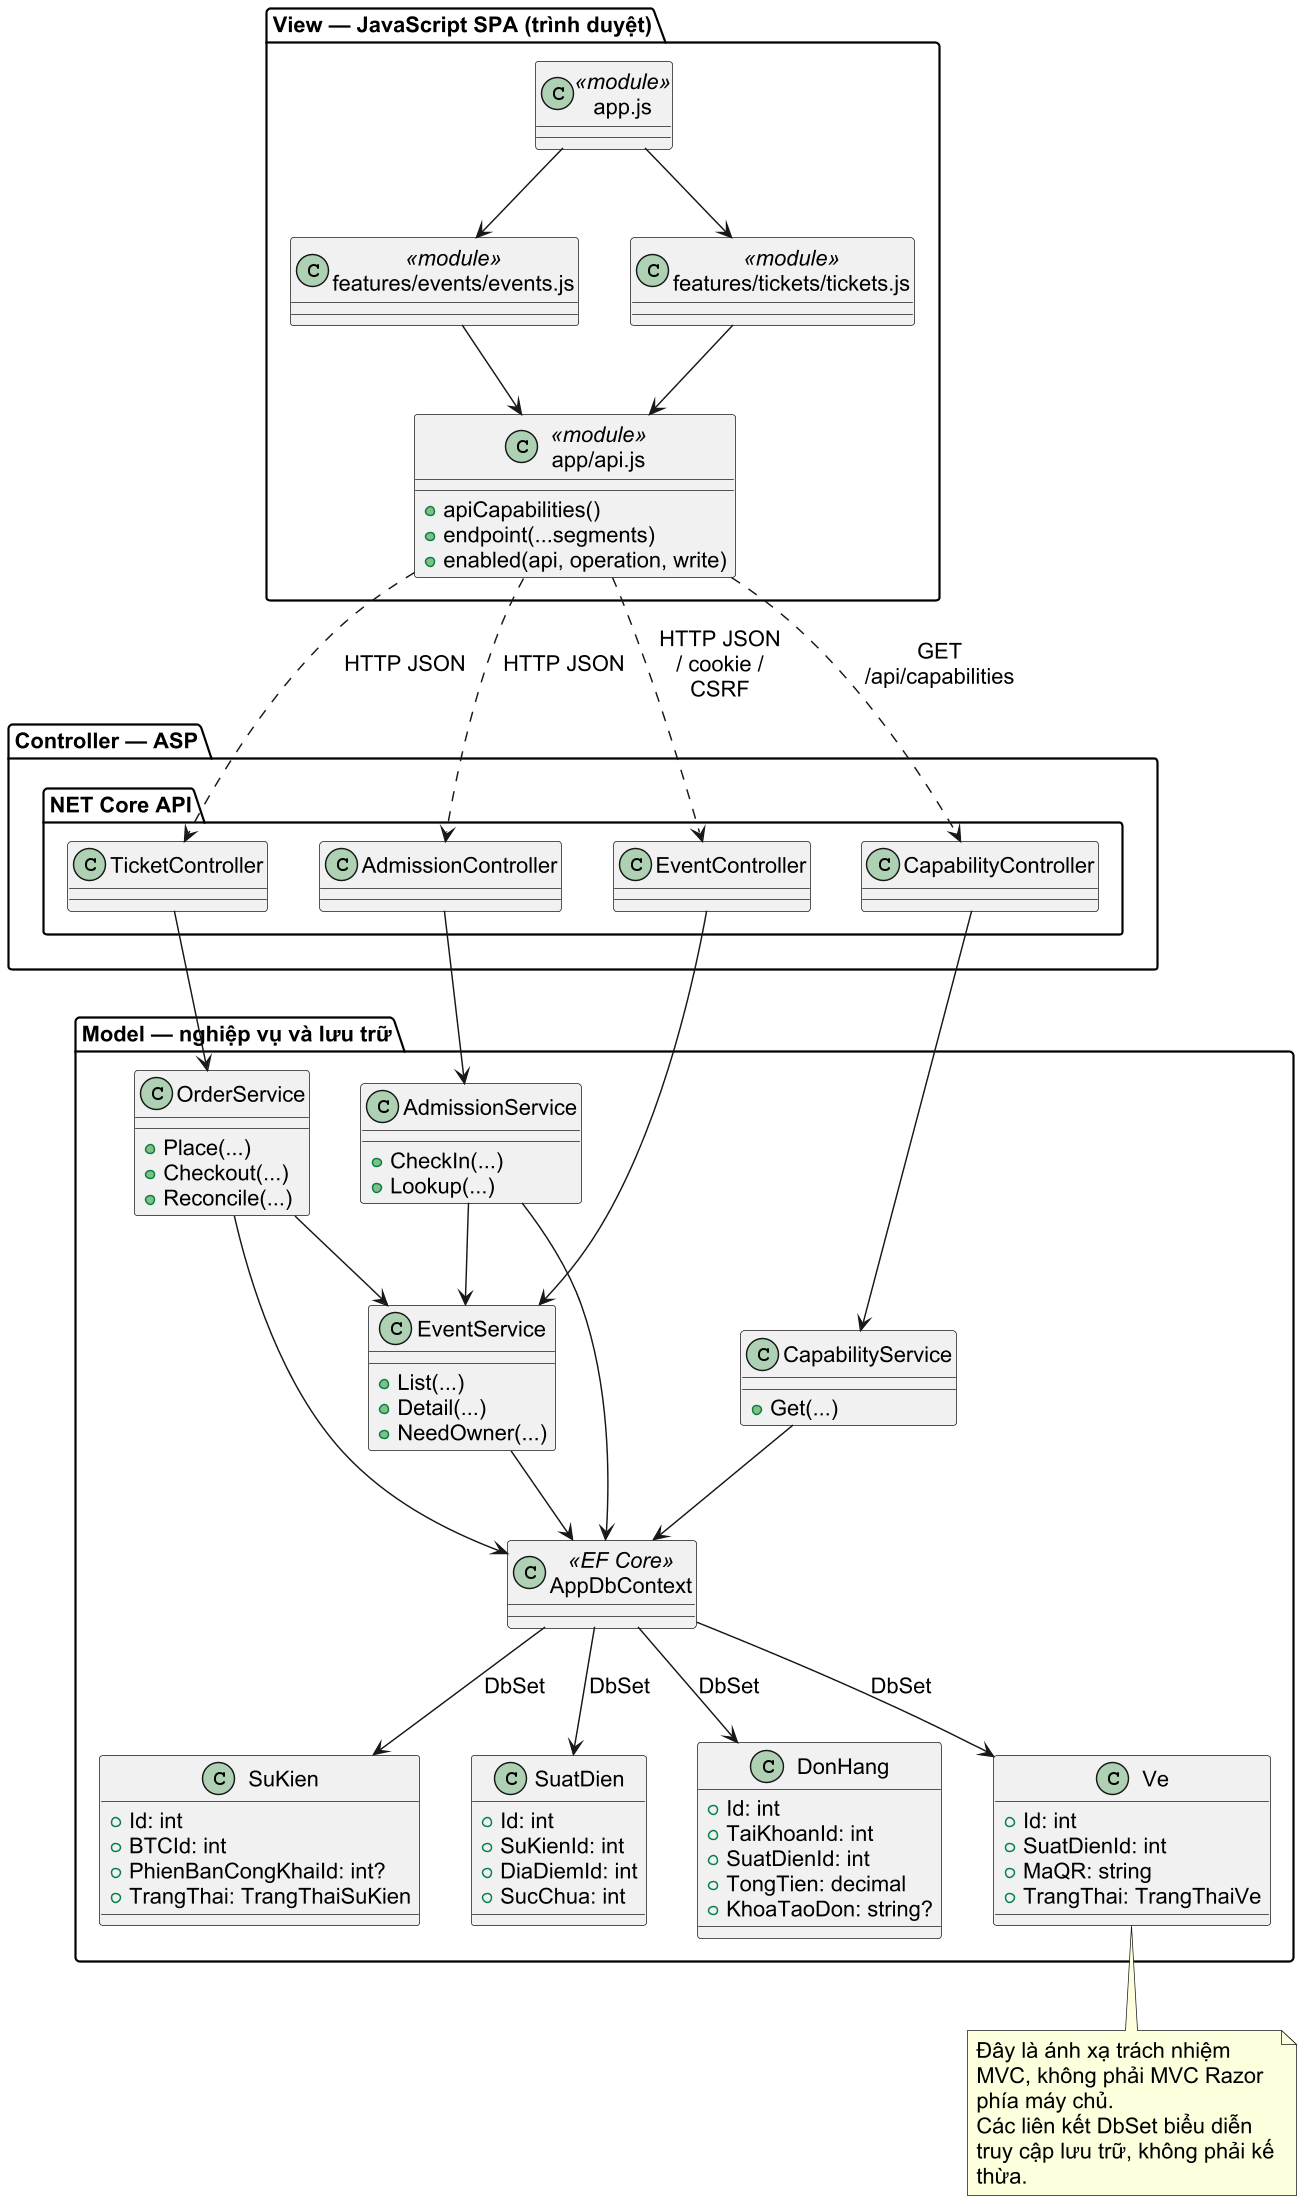 View — JavaScript SPA (trình duyệt)
C
«module»
app.js
C
«module»
features/events/events.js
C
«module»
features/tickets/tickets.js
C
«module»
app/api.js
apiCapabilities()
endpoint(...segments)
enabled(api, operation, write)
HTTP JSON
HTTP JSON
HTTP JSON
/ cookie /
CSRF
GET
/api/capabilities
Controller — ASP
NET Core API
C TicketController
C AdmissionController
C EventController
C CapabilityController
Model — nghiệp vụ và lưu trữ
C OrderService
Place(...)
Checkout(...)
Reconcile(...)
C AdmissionService
CheckIn(...)
Lookup(...)
C EventService
List(...)
Detail(...)
NeedOwner(...)
C CapabilityService
Get(...)
C
«EF Core»
AppDbContext
DbSet
DbSet
DbSet
DbSet
C SuKien
Id: int
BTCId: int
PhienBanCongKhaiId: int?
TrangThai: TrangThaiSuKien
C SuatDien
Id: int
SuKienId: int
DiaDiemId: int
SucChua: int
C DonHang
Id: int
TaiKhoanId: int
SuatDienId: int
TongTien: decimal
KhoaTaoDon: string?
C Ve
Id: int
SuatDienId: int
MaQR: string
TrangThai: TrangThaiVe
Đây là ánh xạ trách nhiệm
MVC, không phải MVC Razor
phía máy chủ.
Các liên kết DbSet biểu diễn
truy cập lưu trữ, không phải kế
thừa.